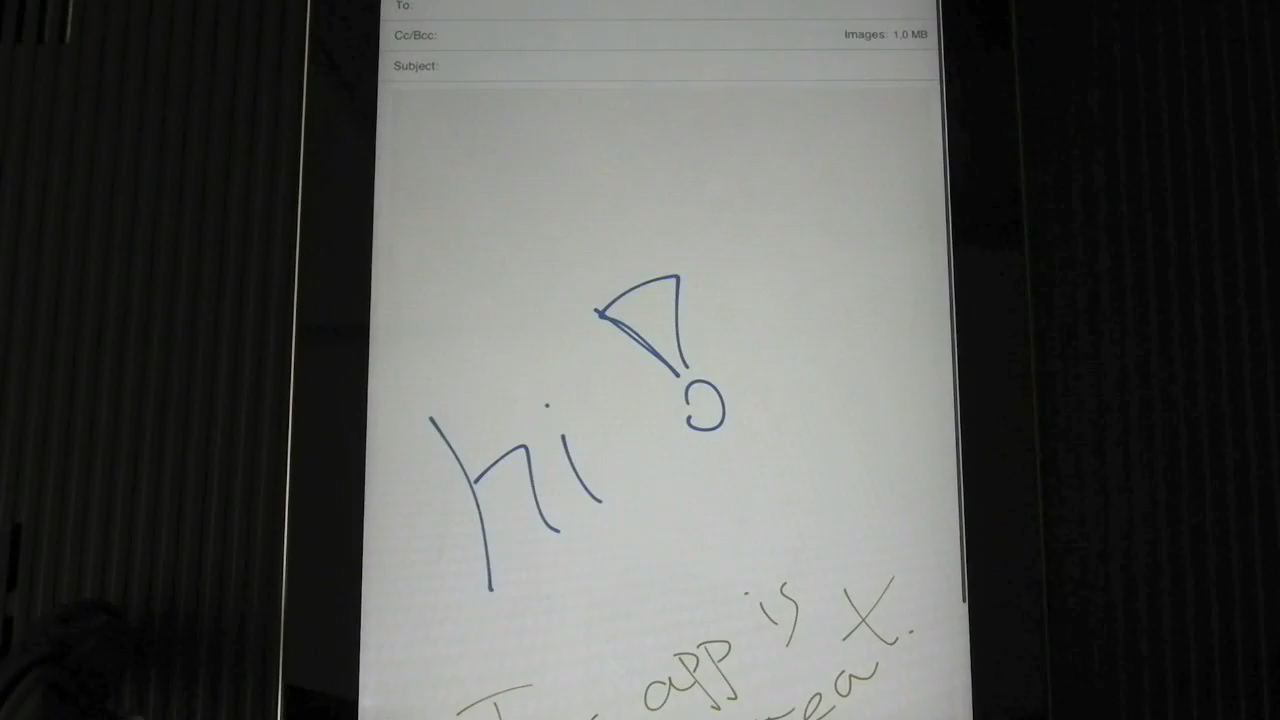 To:
Cc/Bcc:
Images: 1,0 MB
Subject:
hi!
app is